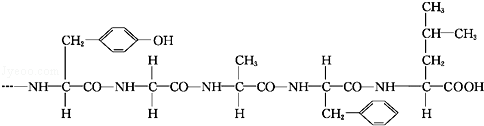 CH₃
CH₂ OH CH—CH₃
H CH₃ CH₂
---NH CO—NH CO—NH CO—NH CO—NH COOH
H H H CH₂ H